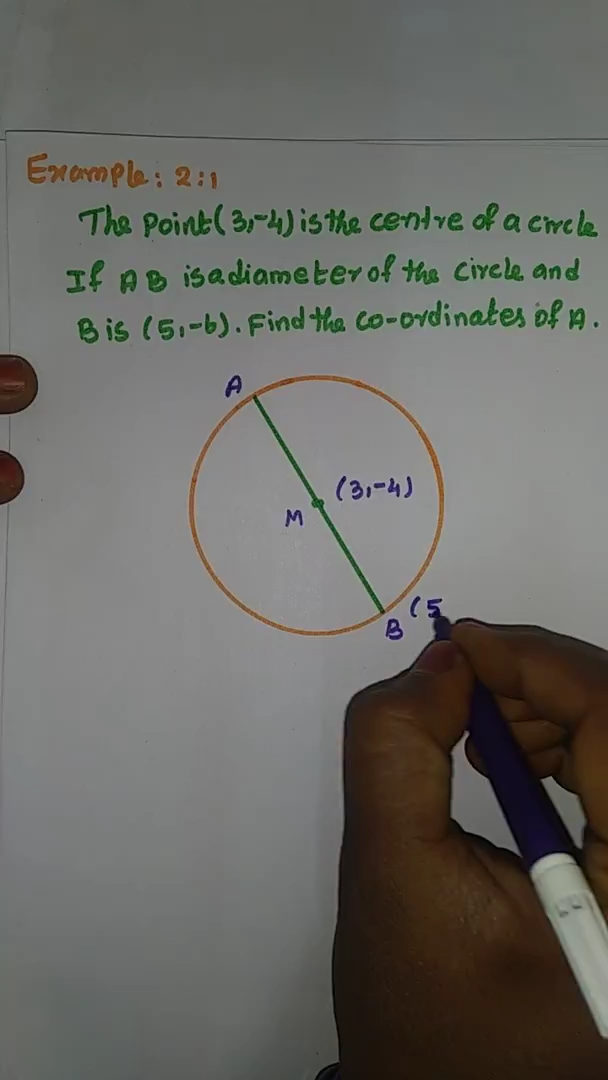 Example: 2:1
The Point(3,-4) is the centre of a circle
If AB is a diameter of the circle and
B is (5,-6). Find the co-ordinates of A.
A
(3,-4)
M
B (5